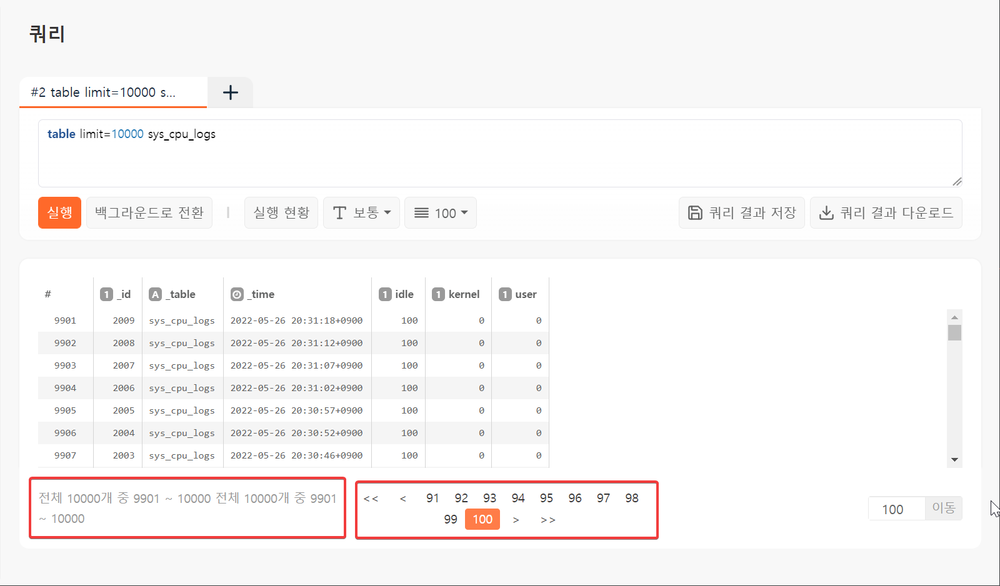 쿼리
#2 table limit=10000 s...
table limit=10000 sys_cpu_logs
실행 백그라운드로 전환 실행 현황 보통 100 쿼리 결과 저장 쿼리 결과 다운로드
# 1 _id A _table _time 1 idle 1 kernel 1 user
9901 2009 sys_cpu_logs 2022-05-26 20:31:18+0900 100 0 0
9902 2008 sys_cpu_logs 2022-05-26 20:31:12+0900 100 0 0
9903 2007 sys_cpu_logs 2022-05-26 20:31:07+0900 100 0 0
9904 2006 sys_cpu_logs 2022-05-26 20:31:02+0900 100 0 0
9905 2005 sys_cpu_logs 2022-05-26 20:30:57+0900 100 0 0
9906 2004 sys_cpu_logs 2022-05-26 20:30:52+0900 100 0 0
9907 2003 sys_cpu_logs 2022-05-26 20:30:46+0900 100 0 0
전체 10000개 중 9901 ~ 10000 전체 10000개 중 9901
~ 10000
<< < 91 92 93 94 95 96 97 98
99 100 > >>
100 이동